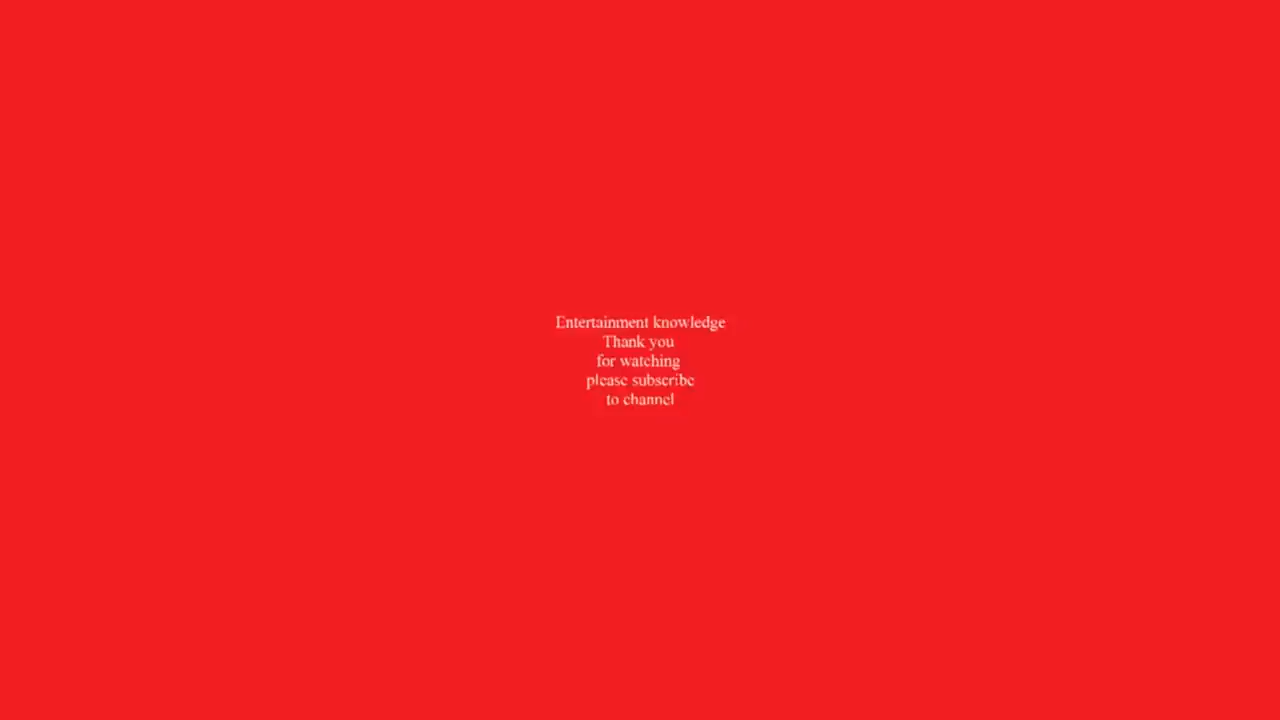 Entertainment knowledge
Thank you
for watching
please subscribe
to channel